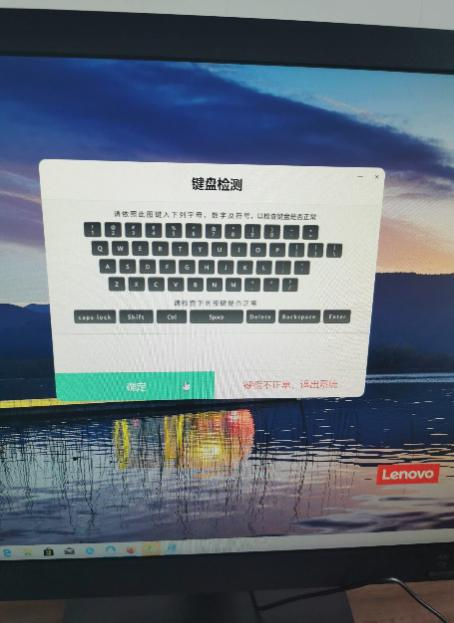 键盘检测
请依照此图键入下列字母、数字及符号，以检查键盘是否正常
Q W E R T Y U I O P
A S D F G H J K L
Z X C V B N M
caps lock Shift Ctrl Space Delete Backspace Enter
确定 键盘不正常，退出系统
Lenovo